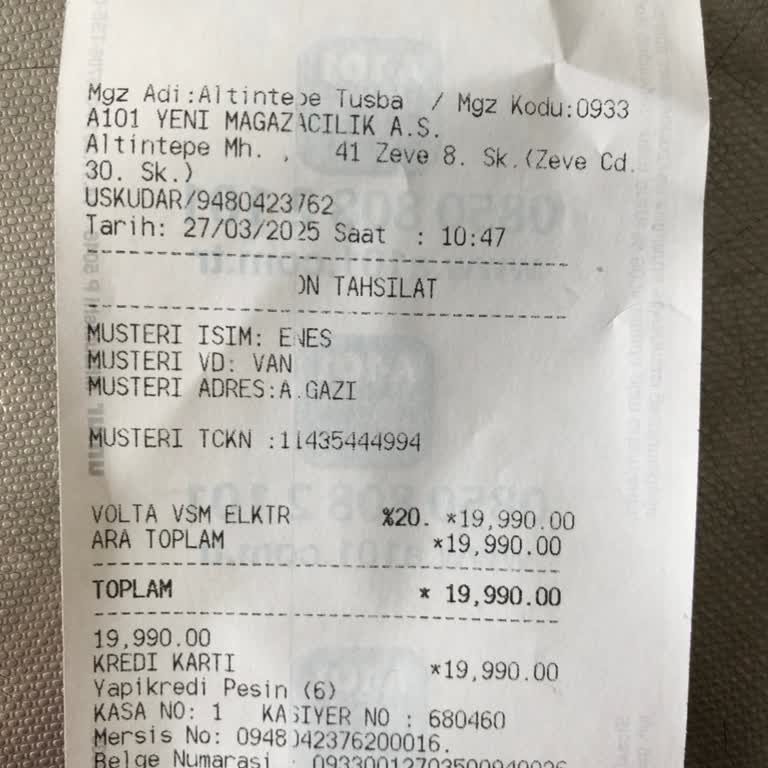 Mgz Adi:Altintepe Tusba / Mgz Kodu:0933
A101 YENI MAGAZACILIK A.S.
Altintepe Mh. , 41 Zeve 8. Sk.(Zeve Cd.
30. Sk.)
USKUDAR/9480423762
Tarih: 27/03/2025 Saat : 10:47
ON TAHSILAT
MUSTERI ISIM: ENES
MUSTERI VD: VAN
MUSTERI ADRES:A.GAZI
MUSTERI TCKN :11435444994
VOLTA VSM ELKTR %20. *19,990.00
ARA TOPLAM *19,990.00
TOPLAM * 19,990.00
19,990.00
KREDI KARTI *19,990.00
Yapikredi Pesin (6)
KASA NO: 1 KASIYER NO : 680460
Mersis No: 0948042376200016.
Belge Numarasi :